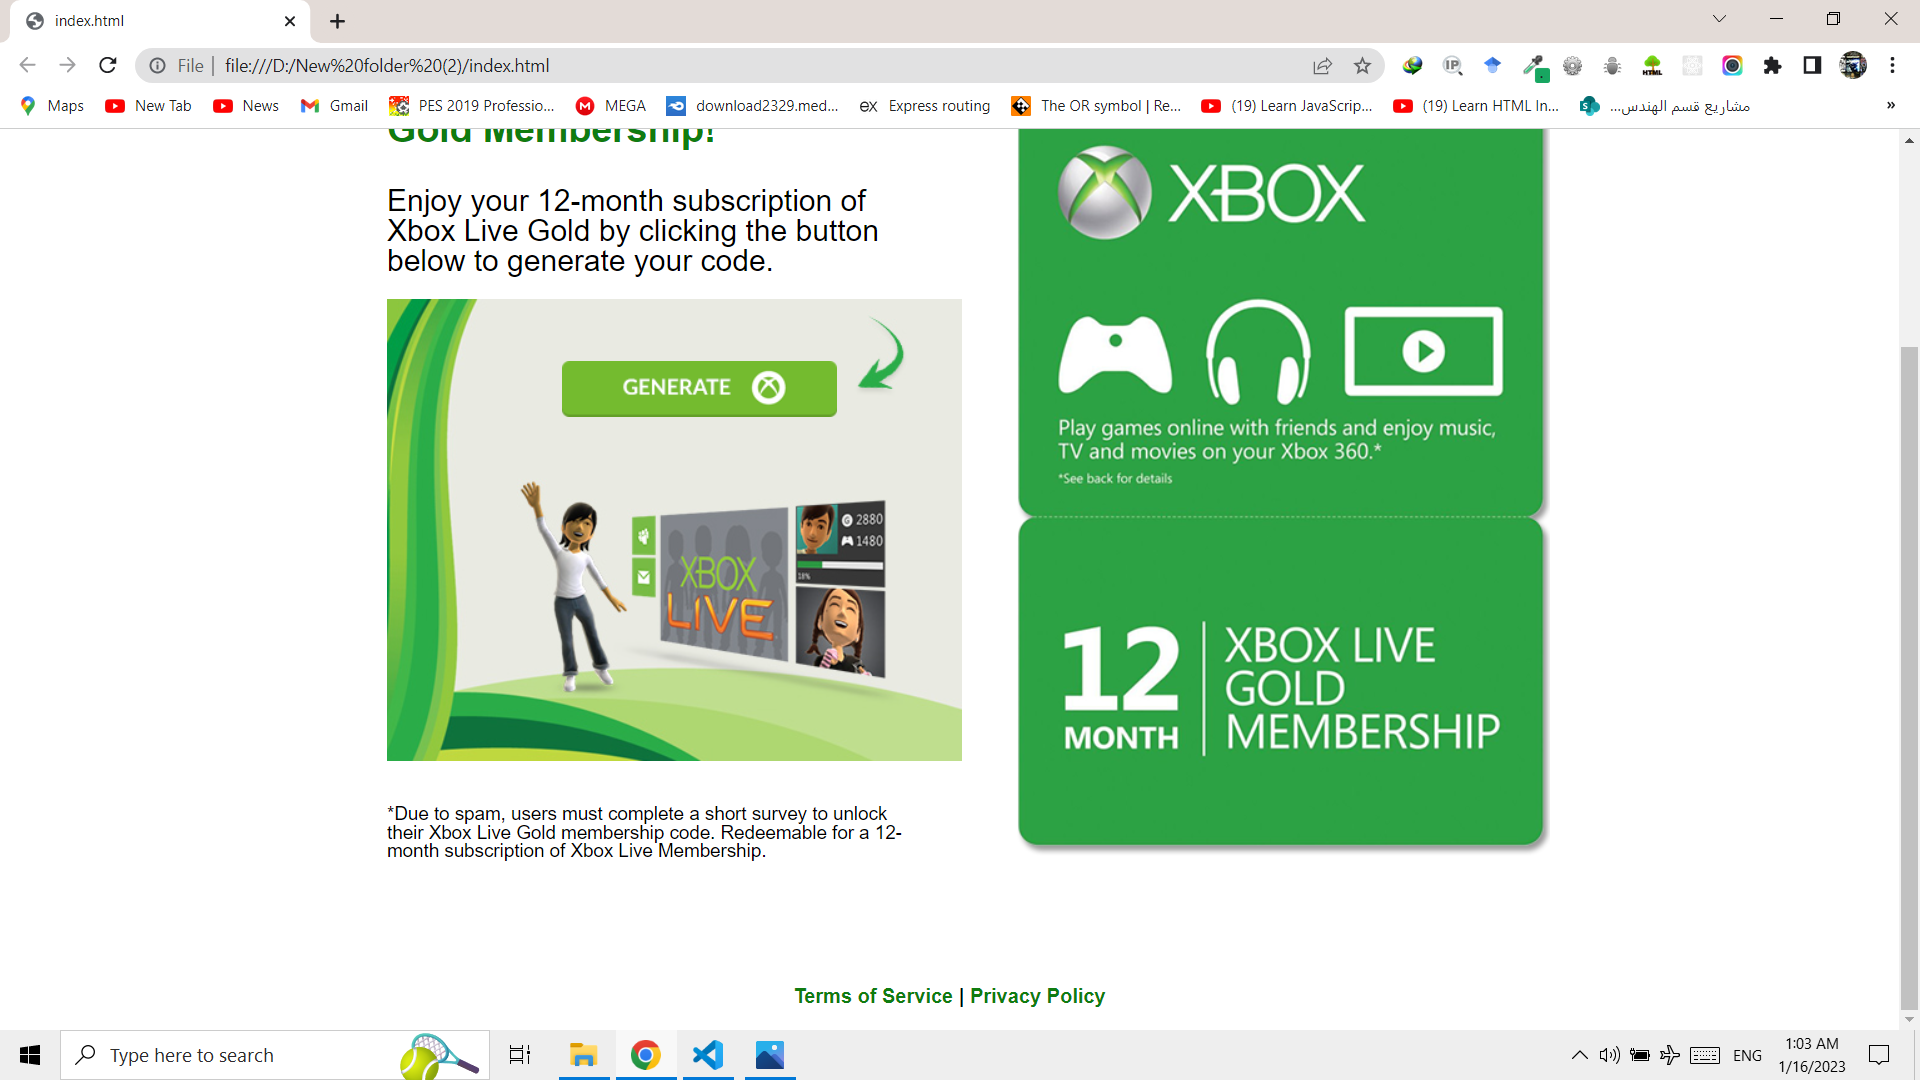 index.html
File
file:///D:/New%20folder%20(2)/index.html
Maps
New Tab
News
Gmail
PES 2019 Professio...
MEGA
download2329.med...
ex Express routing
The OR symbol | Re...
(19) Learn JavaScrip...
(19) Learn HTML In...
مشاريع قسم الهندس...
»
Gold Membership!
Enjoy your 12-month subscription of
Xbox Live Gold by clicking the button
below to generate your code.
GENERATE
2880
1480
18%
XBOX
LIVE
*Due to spam, users must complete a short survey to unlock
their Xbox Live Gold membership code. Redeemable for a 12-
month subscription of Xbox Live Membership.
XBOX
Play games online with friends and enjoy music,
TV and movies on your Xbox 360.*
*See back for details
12
MONTH
XBOX LIVE
GOLD
MEMBERSHIP
Terms of Service | Privacy Policy
Type here to search
ENG
1:03 AM
1/16/2023